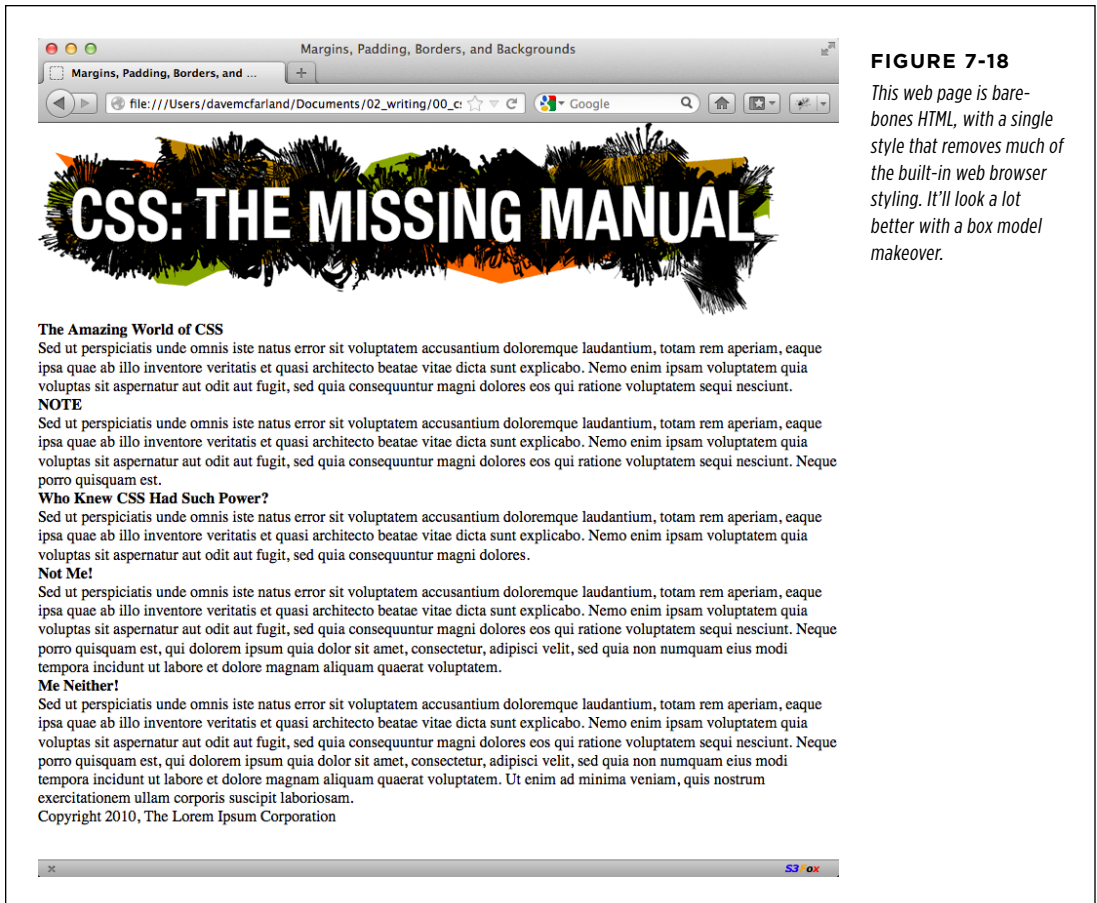 Margins, Padding, Borders, and Backgrounds
Margins, Padding, Borders, and ...
file:///Users/davemcfarland/Documents/02_writing/00_c
Google
CSS: THE MISSING MANUAL
The Amazing World of CSS
Sed ut perspiciatis unde omnis iste natus error sit voluptatem accusantium doloremque laudantium, totam rem aperiam, eaque
ipsa quae ab illo inventore veritatis et quasi architecto beatae vitae dicta sunt explicabo. Nemo enim ipsam voluptatem quia
voluptas sit aspernatur aut odit aut fugit, sed quia consequuntur magni dolores eos qui ratione voluptatem sequi nesciunt.
NOTE
Sed ut perspiciatis unde omnis iste natus error sit voluptatem accusantium doloremque laudantium, totam rem aperiam, eaque
ipsa quae ab illo inventore veritatis et quasi architecto beatae vitae dicta sunt explicabo. Nemo enim ipsam voluptatem quia
voluptas sit aspernatur aut odit aut fugit, sed quia consequuntur magni dolores eos qui ratione voluptatem sequi nesciunt. Neque
porro quisquam est.
Who Knew CSS Had Such Power?
Sed ut perspiciatis unde omnis iste natus error sit voluptatem accusantium doloremque laudantium, totam rem aperiam, eaque
ipsa quae ab illo inventore veritatis et quasi architecto beatae vitae dicta sunt explicabo. Nemo enim ipsam voluptatem quia
voluptas sit aspernatur aut odit aut fugit, sed quia consequuntur magni dolores.
Not Me!
Sed ut perspiciatis unde omnis iste natus error sit voluptatem accusantium doloremque laudantium, totam rem aperiam, eaque
ipsa quae ab illo inventore veritatis et quasi architecto beatae vitae dicta sunt explicabo. Nemo enim ipsam voluptatem quia
voluptas sit aspernatur aut odit aut fugit, sed quia consequuntur magni dolores eos qui ratione voluptatem sequi nesciunt. Neque
porro quisquam est, qui dolorem ipsum quia dolor sit amet, consectetur, adipisci velit, sed quia non numquam eius modi
tempora incidunt ut labore et dolore magnam aliquam quaerat voluptatem.
Me Neither!
Sed ut perspiciatis unde omnis iste natus error sit voluptatem accusantium doloremque laudantium, totam rem aperiam, eaque
ipsa quae ab illo inventore veritatis et quasi architecto beatae vitae dicta sunt explicabo. Nemo enim ipsam voluptatem quia
voluptas sit aspernatur aut odit aut fugit, sed quia consequuntur magni dolores eos qui ratione voluptatem sequi nesciunt. Neque
porro quisquam est, qui dolorem ipsum quia dolor sit amet, consectetur, adipisci velit, sed quia non numquam eius modi
tempora incidunt ut labore et dolore magnam aliquam quaerat voluptatem. Ut enim ad minima veniam, quis nostrum
exercitationem ullam corporis suscipit laboriosam.
Copyright 2010, The Lorem Ipsum Corporation
S3Fox
FIGURE 7-18
This web page is bare-
bones HTML, with a single
style that removes much of
the built-in web browser
styling. It'll look a lot
better with a box model
makeover.